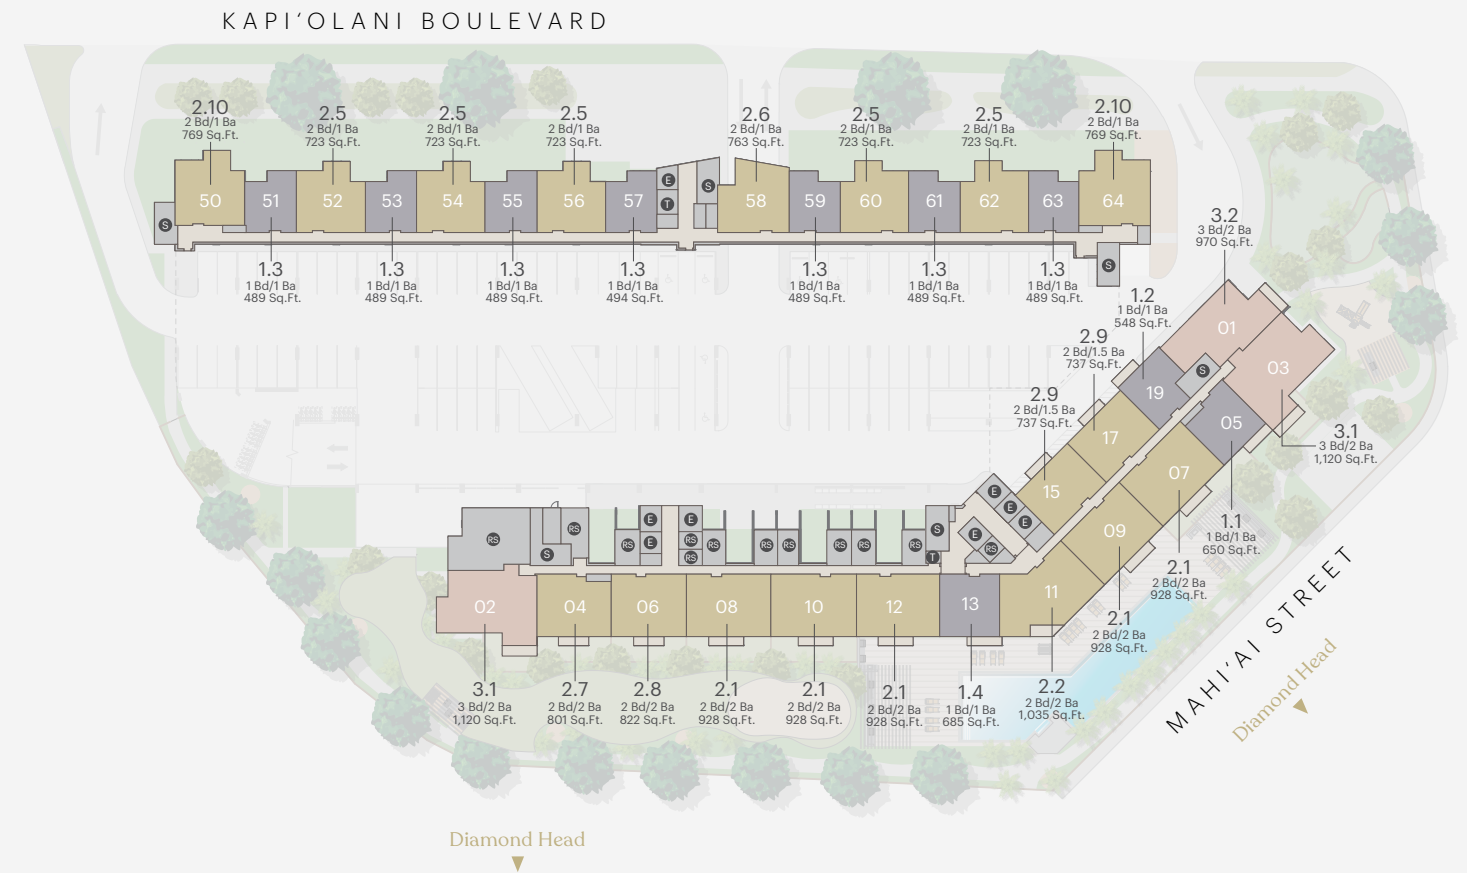 KAPIʻOLANI BOULEVARD
2.10
2 Bd/1 Ba
769 Sq.Ft.
2.5
2 Bd/1 Ba
723 Sq.Ft.
2.5
2 Bd/1 Ba
723 Sq.Ft.
2.5
2 Bd/1 Ba
723 Sq.Ft.
2.6
2 Bd/1 Ba
763 Sq.Ft.
2.5
2 Bd/1 Ba
723 Sq.Ft.
2.5
2 Bd/1 Ba
723 Sq.Ft.
2.10
2 Bd/1 Ba
769 Sq.Ft.
50
51
52
53
54
55
56
57
E
T
S
58
59
60
61
62
63
64
S
S
1.3
1 Bd/1 Ba
489 Sq.Ft.
1.3
1 Bd/1 Ba
489 Sq.Ft.
1.3
1 Bd/1 Ba
489 Sq.Ft.
1.3
1 Bd/1 Ba
494 Sq.Ft.
1.3
1 Bd/1 Ba
489 Sq.Ft.
1.3
1 Bd/1 Ba
489 Sq.Ft.
1.3
1 Bd/1 Ba
489 Sq.Ft.
3.2
3 Bd/2 Ba
970 Sq.Ft.
1.2
1 Bd/1 Ba
548 Sq.Ft.
2.9
2 Bd/1.5 Ba
737 Sq.Ft.
2.9
2 Bd/1.5 Ba
737 Sq.Ft.
01
03
S
19
05
17
07
15
09
11
3.1
3 Bd/2 Ba
1,120 Sq.Ft.
1.1
1 Bd/1 Ba
650 Sq.Ft.
2.1
2 Bd/2 Ba
928 Sq.Ft.
2.1
2 Bd/2 Ba
928 Sq.Ft.
E
E
E
E
RS
RS
S
RS
RS
E
E
E
RS
RS
RS
RS
RS
RS
RS
RS
S
T
02
04
06
08
10
12
13
3.1
3 Bd/2 Ba
1,120 Sq.Ft.
2.7
2 Bd/2 Ba
801 Sq.Ft.
2.8
2 Bd/2 Ba
822 Sq.Ft.
2.1
2 Bd/2 Ba
928 Sq.Ft.
2.1
2 Bd/2 Ba
928 Sq.Ft.
2.1
2 Bd/2 Ba
928 Sq.Ft.
1.4
1 Bd/1 Ba
685 Sq.Ft.
2.2
2 Bd/2 Ba
1,035 Sq.Ft.
MAHIʻAI STREET
Diamond Head
Diamond Head